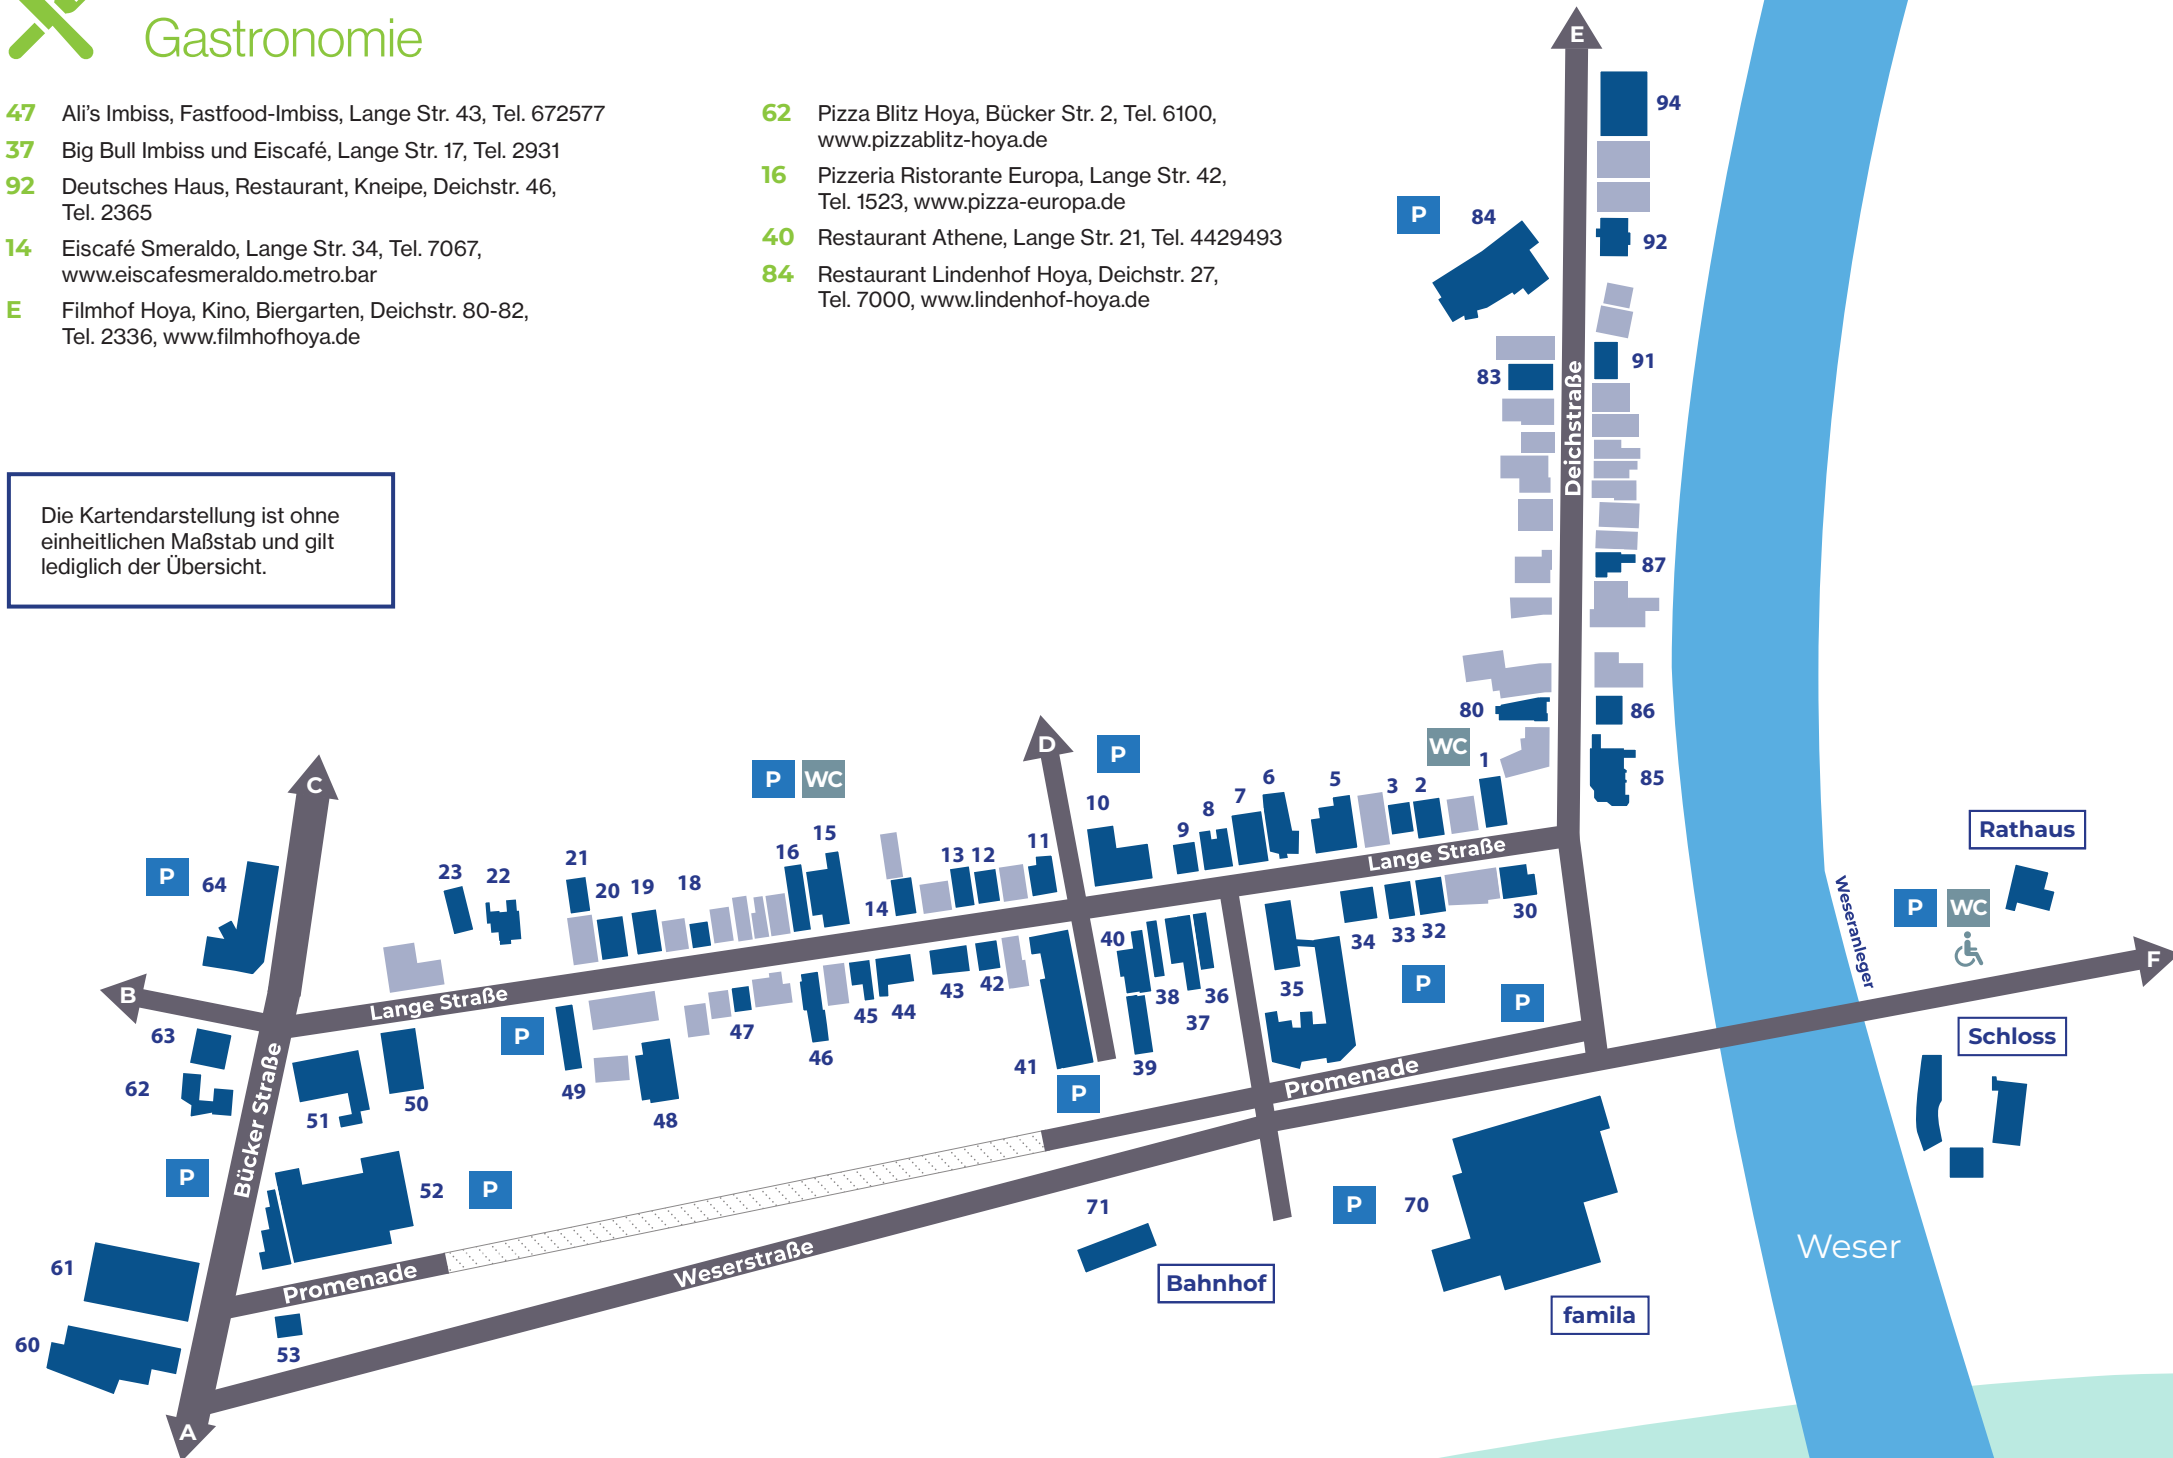 Gastronomie
47 Ali's Imbiss, Fastfood-Imbiss, Lange Str. 43, Tel. 672577
37 Big Bull Imbiss und Eiscafé, Lange Str. 17, Tel. 2931
92 Deutsches Haus, Restaurant, Kneipe, Deichstr. 46,
Tel. 2365
14 Eiscafé Smeraldo, Lange Str. 34, Tel. 7067,
www.eiscafesmeraldo.metro.bar
E Filmhof Hoya, Kino, Biergarten, Deichstr. 80-82,
Tel. 2336, www.filmhofhoya.de
62 Pizza Blitz Hoya, Bücker Str. 2, Tel. 6100,
www.pizzablitz-hoya.de
16 Pizzeria Ristorante Europa, Lange Str. 42,
Tel. 1523, www.pizza-europa.de
40 Restaurant Athene, Lange Str. 21, Tel. 4429493
84 Restaurant Lindenhof Hoya, Deichstr. 27,
Tel. 7000, www.lindenhof-hoya.de
Die Kartendarstellung ist ohne
einheitlichen Maßstab und gilt
lediglich der Übersicht.
E
94
P
84
92
91
83
Deichstraße
87
80
86
WC
1
85
D
P
C
P
WC
10
6
5
3
2
7
8
9
Rathaus
11
15
16
13
12
Lange Straße
P
64
23
22
21
20
19
18
14
30
Weseranleger
P
WC
34
33
32
40
F
B
Lange Straße
P
35
38
36
37
P
43
42
45
44
47
46
P
63
Schloss
62
Bücker Straße
51
50
49
48
41
39
P
Promenade
P
52
P
71
P
70
Weser
61
Promenade
Weserstraße
Bahnhof
famila
60
53
A